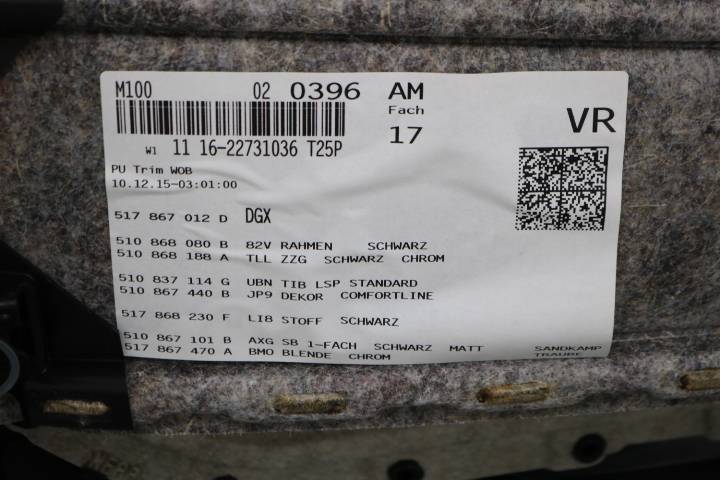 M100 02 0396 AM
Fach
17
VR
W1 11 16-22731036 T25P
PU Trim WOB
10.12.15-03:01:00
517 867 012 D DGX
510 868 080 B 82V RAHMEN SCHWARZ
510 868 188 A TLL ZZG SCHWARZ CHROM
510 837 114 G UBN TIB LSP STANDARD
510 867 440 B JP9 DEKOR COMFORTLINE
517 868 230 F LI8 STOFF SCHWARZ
510 867 101 B AXG SB 1-FACH SCHWARZ MATT SANDKAMP
517 867 470 A BMO BLENDE CHROM TRAUBE